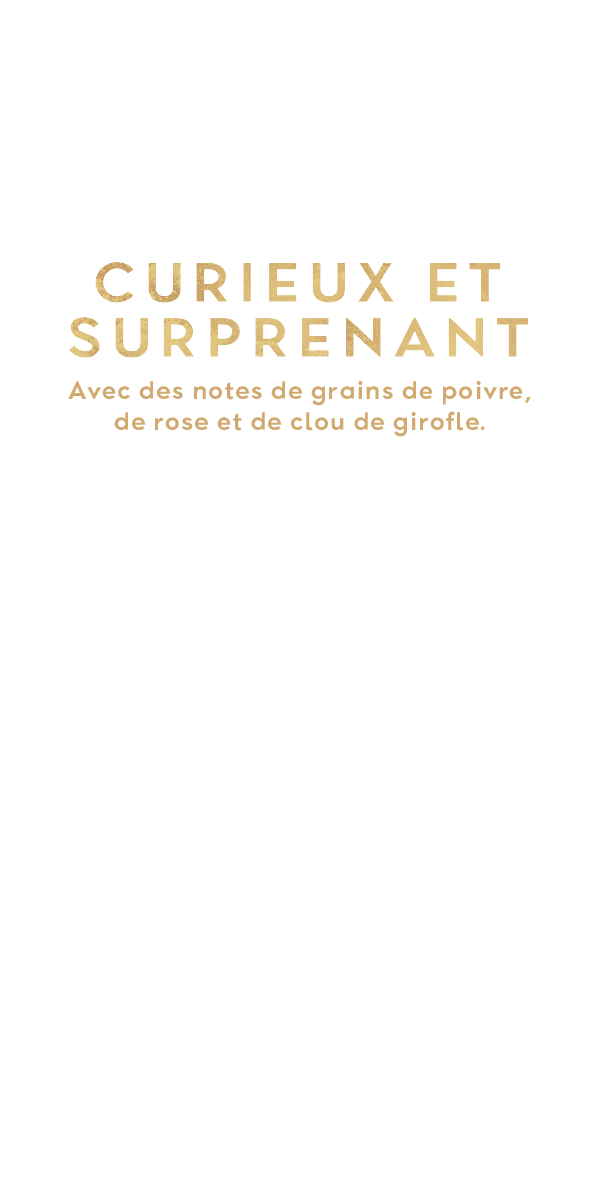 CURIEUX ET
SURPRENANT
Avec des notes de grains de poivre,
de rose et de clou de girofle.